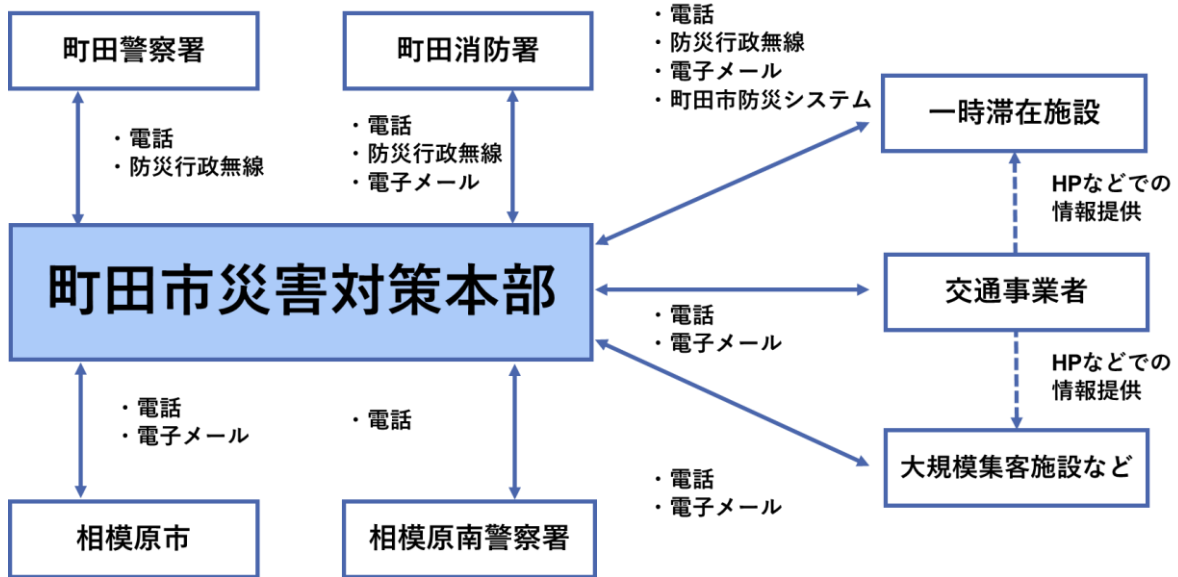 町田警察署
町田消防署
・電話
・防災行政無線
・電子メール
・町田市防災システム
一時滞在施設
・電話
・防災行政無線
・電話
・防災行政無線
・電子メール
HPなどでの
情報提供
町田市災害対策本部
交通事業者
・電話
・電子メール
HPなどでの
情報提供
・電話
・電子メール
・電話
大規模集客施設など
・電話
・電子メール
相模原市
相模原南警察署